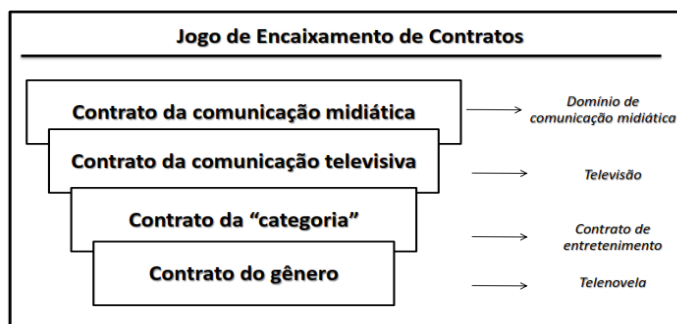 Jogo de Encaixamento de Contratos
Contrato da comunicação midiática
Domínio de
comunicação midiática
Contrato da comunicação televisiva
Televisão
Contrato da “categoria”
Contrato de
entretenimento
Contrato do gênero
Telenovela